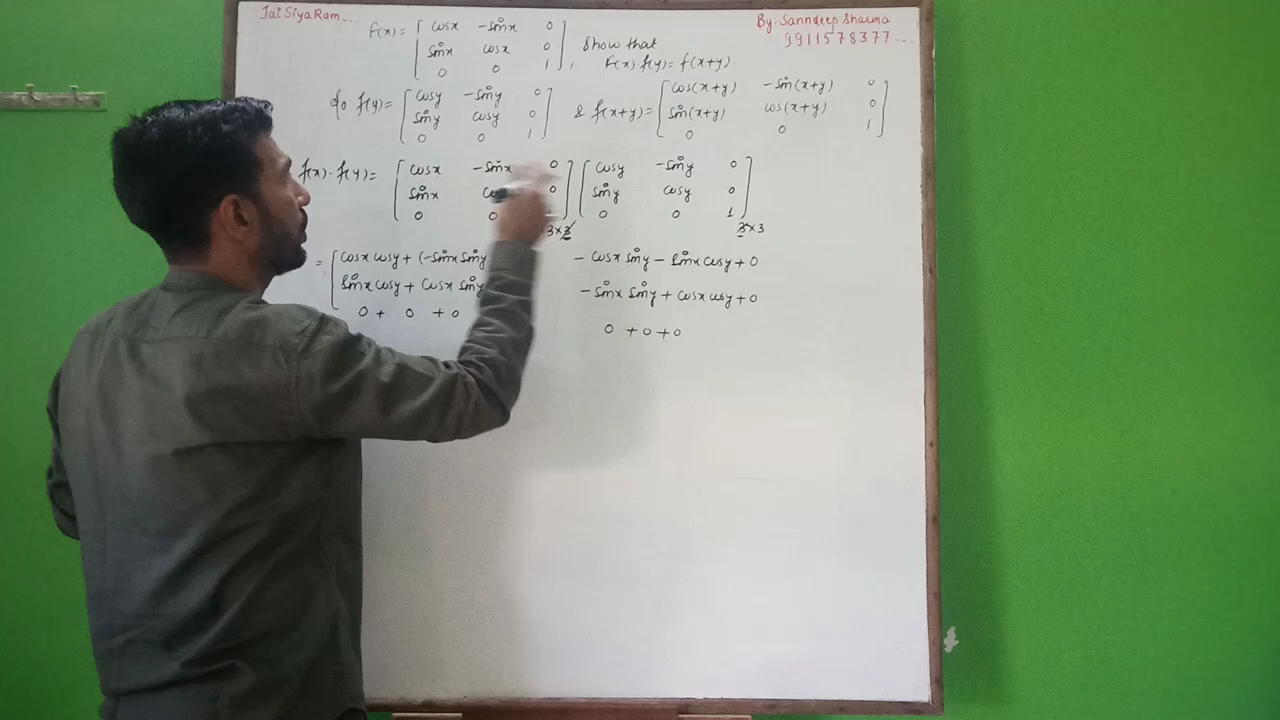 Jai Siya Ram...
By:- Sanndeep Sharma
9911578377...
F(x) = [ cosx -sinx 0
sinx cosx 0
0 0 1 ], Show that
F(x) f(y) = f(x+y).
So f(y) = [ cosy -siny 0
siny cosy 0
0 0 1 ]
& f(x+y) = [ cos(x+y) -sin(x+y) 0
sin(x+y) cos(x+y) 0
0 0 1 ]
f(x). f(y) = [ cosx -sinx 0 ] [ cosy -siny 0 ]
sinx 0 siny cosy 0
0 0 0 0 1
3×3 3×3
= [ cosx cosy + (-sinx siny - cosx siny - sinx cosy + 0
sinx cosy + cosx siny - sinx siny + cosx cosy + 0
0 + 0 + 0 0 + 0 + 0